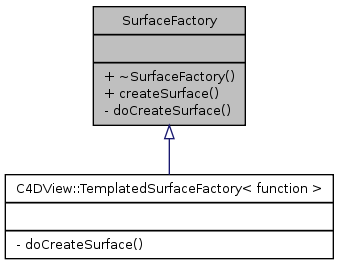 SurfaceFactory
+ ~SurfaceFactory()
+ createSurface()
- doCreateSurface()
C4DView::TemplatedSurfaceFactory< function >
- doCreateSurface()